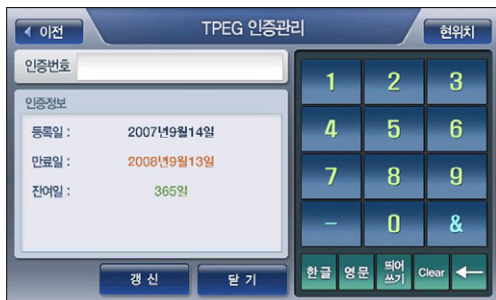 이전
TPEG 인증관리
현위치
인증번호
인증정보
등록일 : 2007년9월14일
만료일 : 2008년9월13일
잔여일 : 365일
갱 신
닫 기
1 2 3
4 5 6
7 8 9
- 0 &
한글 영문 띄어쓰기 Clear ←